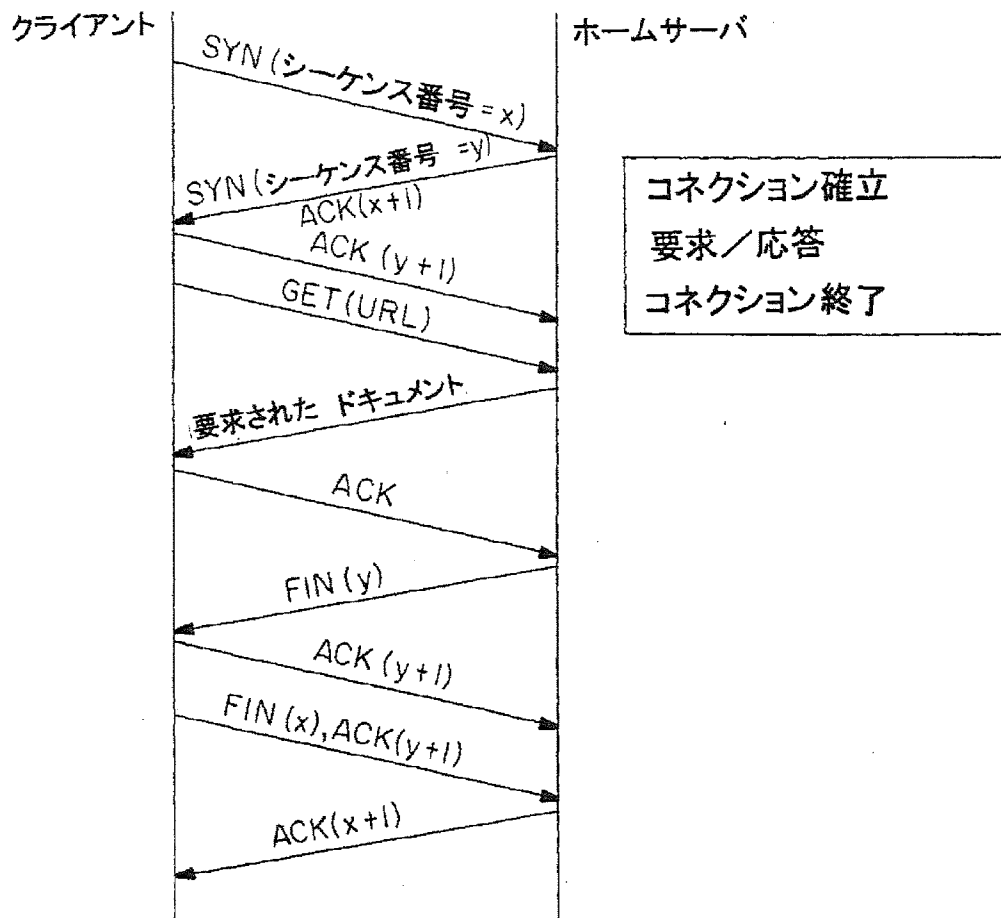 クライアント
ホームサーバ
SYN(シーケンス番号=x)
SYN(シーケンス番号 =y)
ACK(x+1)
ACK (y+1)
GET(URL)
要求された ドキュメント
ACK
FIN(y)
ACK (y+1)
FIN(x),ACK(y+1)
ACK(x+1)
コネクション確立
要求/応答
コネクション終了